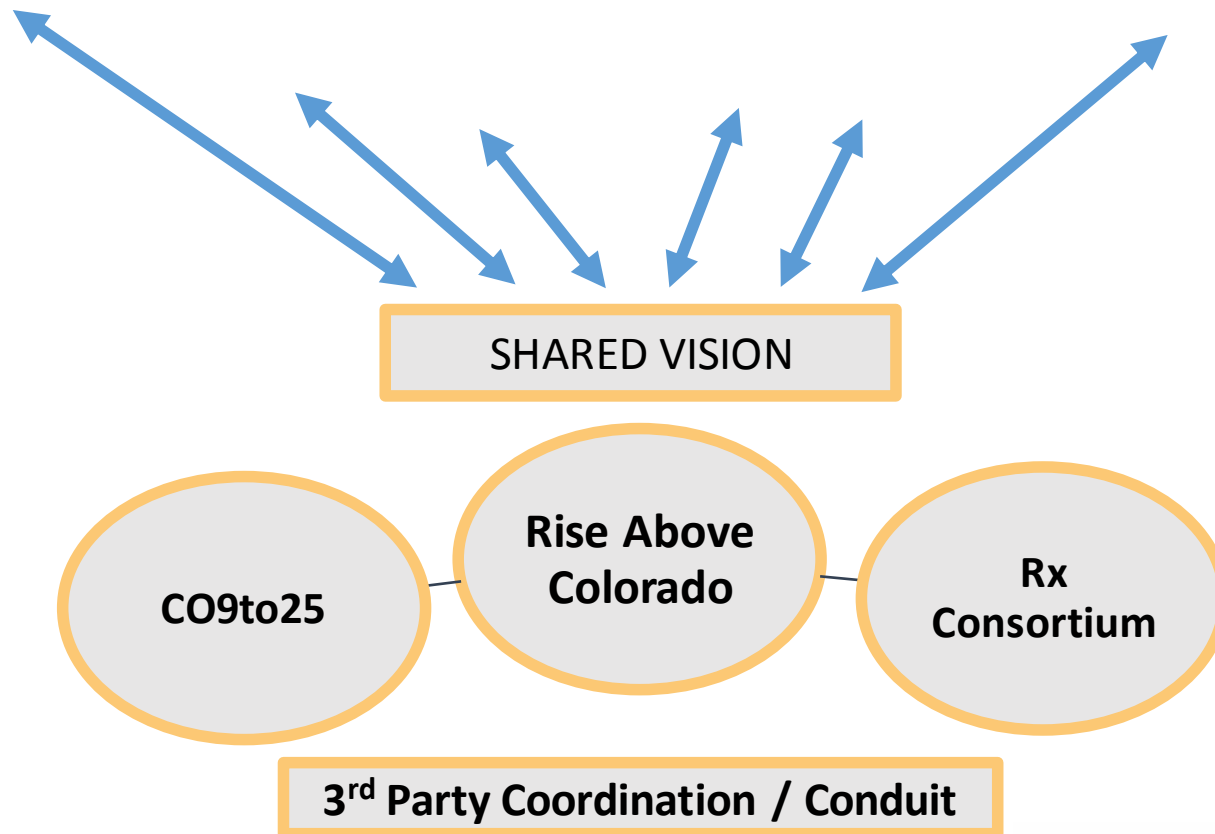 SHARED VISION
Rise Above
Colorado
CO9to25
Rx
Consortium
3rd Party Coordination / Conduit